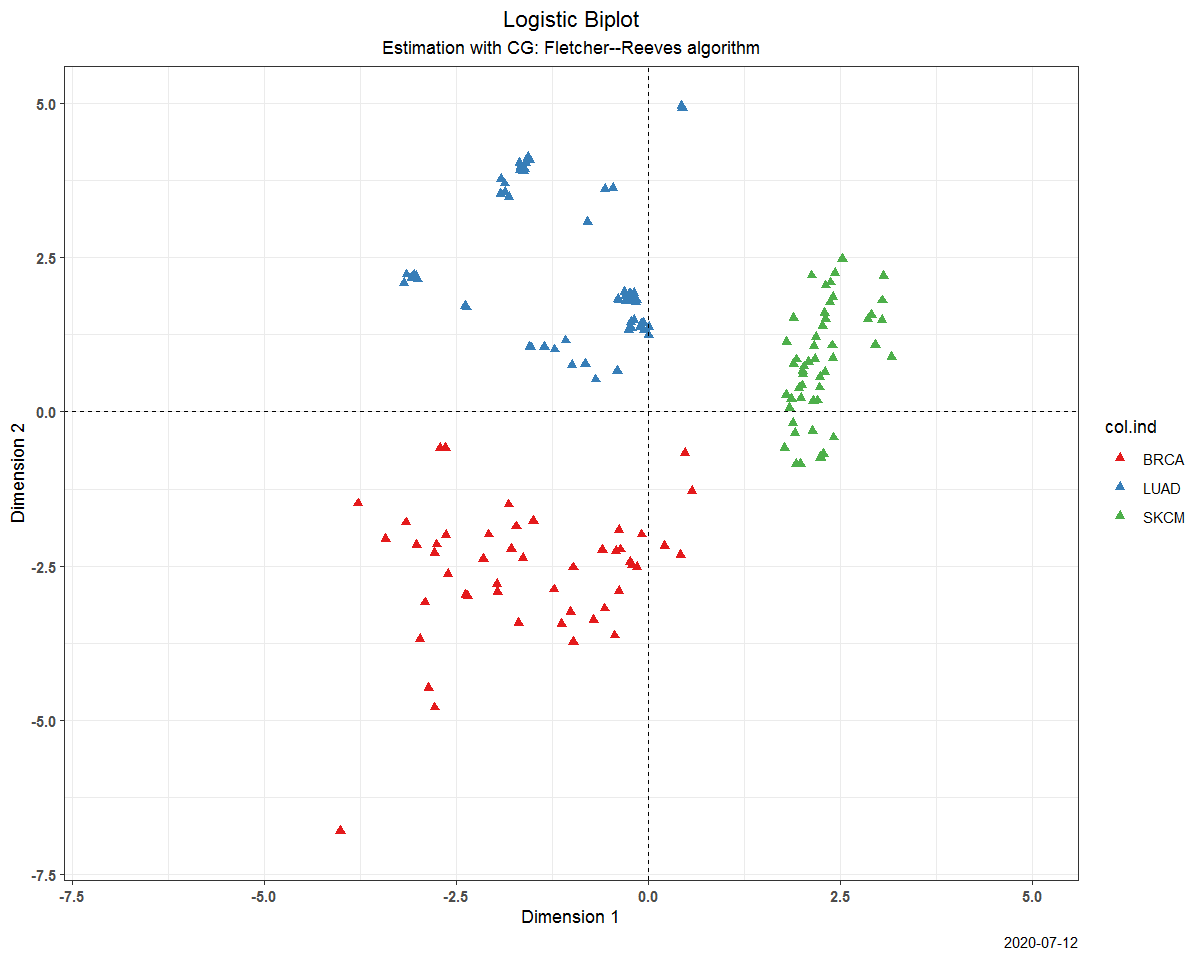 Logistic Biplot
Estimation with CG: Fletcher--Reeves algorithm
5.0
2.5
0.0
-2.5
-5.0
-7.5
Dimension 2
-7.5
-5.0
-2.5
0.0
2.5
5.0
Dimension 1
col.ind
BRCA
LUAD
SKCM
2020-07-12